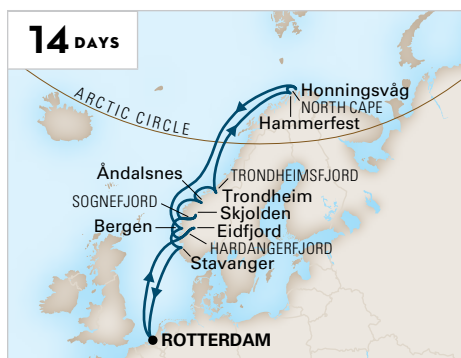 14 DAYS
ARCTIC CIRCLE
Honningsvåg
NORTH CAPE
Hammerfest
Åndalsnes
TRONDHEIMSFJORD
SOGNEFJORD
Trondheim
Skjolden
Bergen
Eidfjord
HARDANGERFJORD
Stavanger
ROTTERDAM